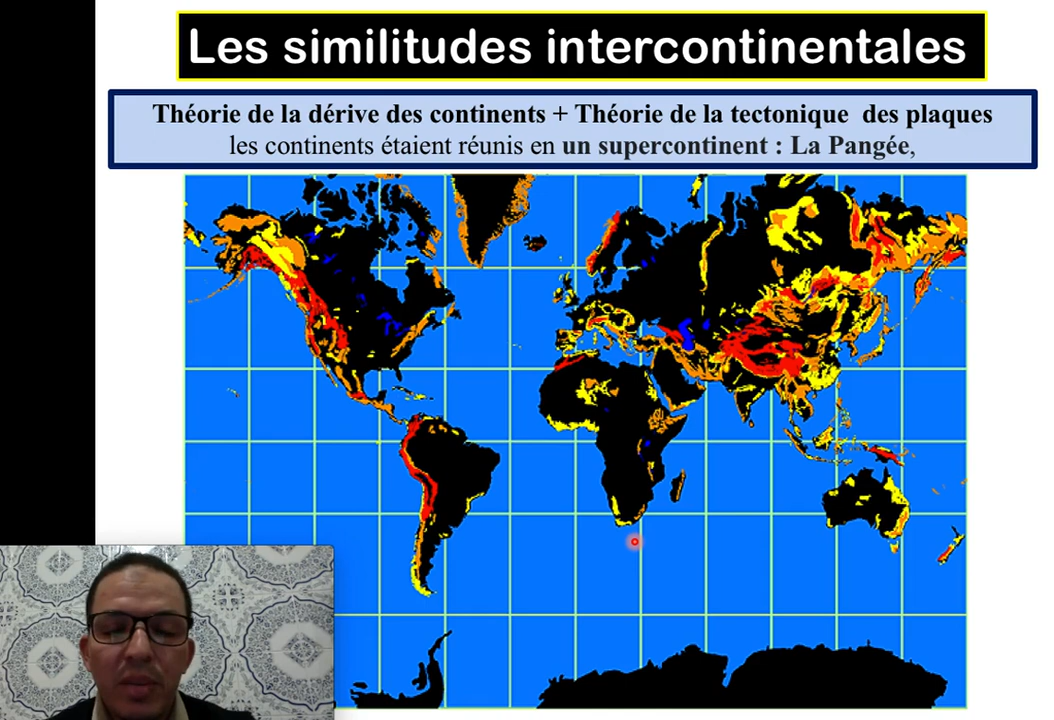 Les similitudes intercontinentales
Théorie de la dérive des continents + Théorie de la tectonique des plaques
les continents étaient réunis en un supercontinent : La Pangée,